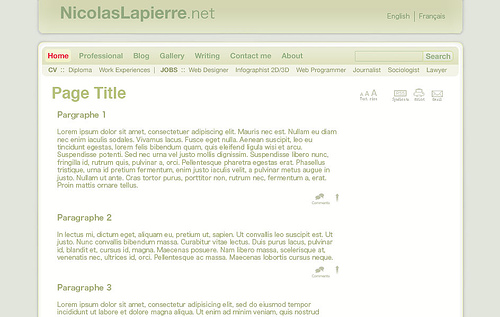 NicolasLapierre.net
English | Français
Home Professional Blog Gallery Writing Contact me About Search
CV :: Diploma Work Experiences | JOBS :: Web Designer Infographist 2D/3D Web Programmer Journalist Sociologist Lawyer
Page Title
A A A
Font sizes Syndicate Print Mail
Pargraphe 1
Lorem ipsum dolor sit amet, consectetuer adipiscing elit. Mauris nec est. Nullam eu diam
nec enim iaculis sodales. Vivamus lacus. Fusce eget nulla. Aenean suscipit, leo eu
tincidunt egestas, lorem felis bibendum quam, quis eleifend ligula wisi et arcu.
Suspendisse potenti. Sed nec urna vel justo mollis dignissim. Suspendisse libero nunc,
fringilla id, rutrum quis, pulvinar a, orci. Pellentesque pharetra egestas erat. Phasellus
tristique, urna id pretium fermentum, enim justo iaculis velit, a pulvinar metus augue in
justo. Nullam ut ante. Cras tortor purus, porttitor non, rutrum nec, fermentum a, erat.
Proin mattis ornare tellus.
Comments
Paragraphe 2
In lectus mi, dictum eget, aliquam eu, pretium ut, sapien. Ut convallis leo suscipit est. Ut
justo. Nunc convallis bibendum massa. Curabitur vitae lectus. Duis purus lacus, pulvinar
id, blandit et, cursus id, magna. Maecenas posuere. Nam libero massa, scelerisque at,
venenatis nec, ultrices id, orci. Pellentesque ac massa. Maecenas lobortis cursus neque.
Comments
Paragraphe 3
Lorem ipsum dolor sit amet, consectetur adipisicing elit, sed do eiusmod tempor
incididunt ut labore et dolore magna aliqua. Ut enim ad minim veniam, quis nostrud